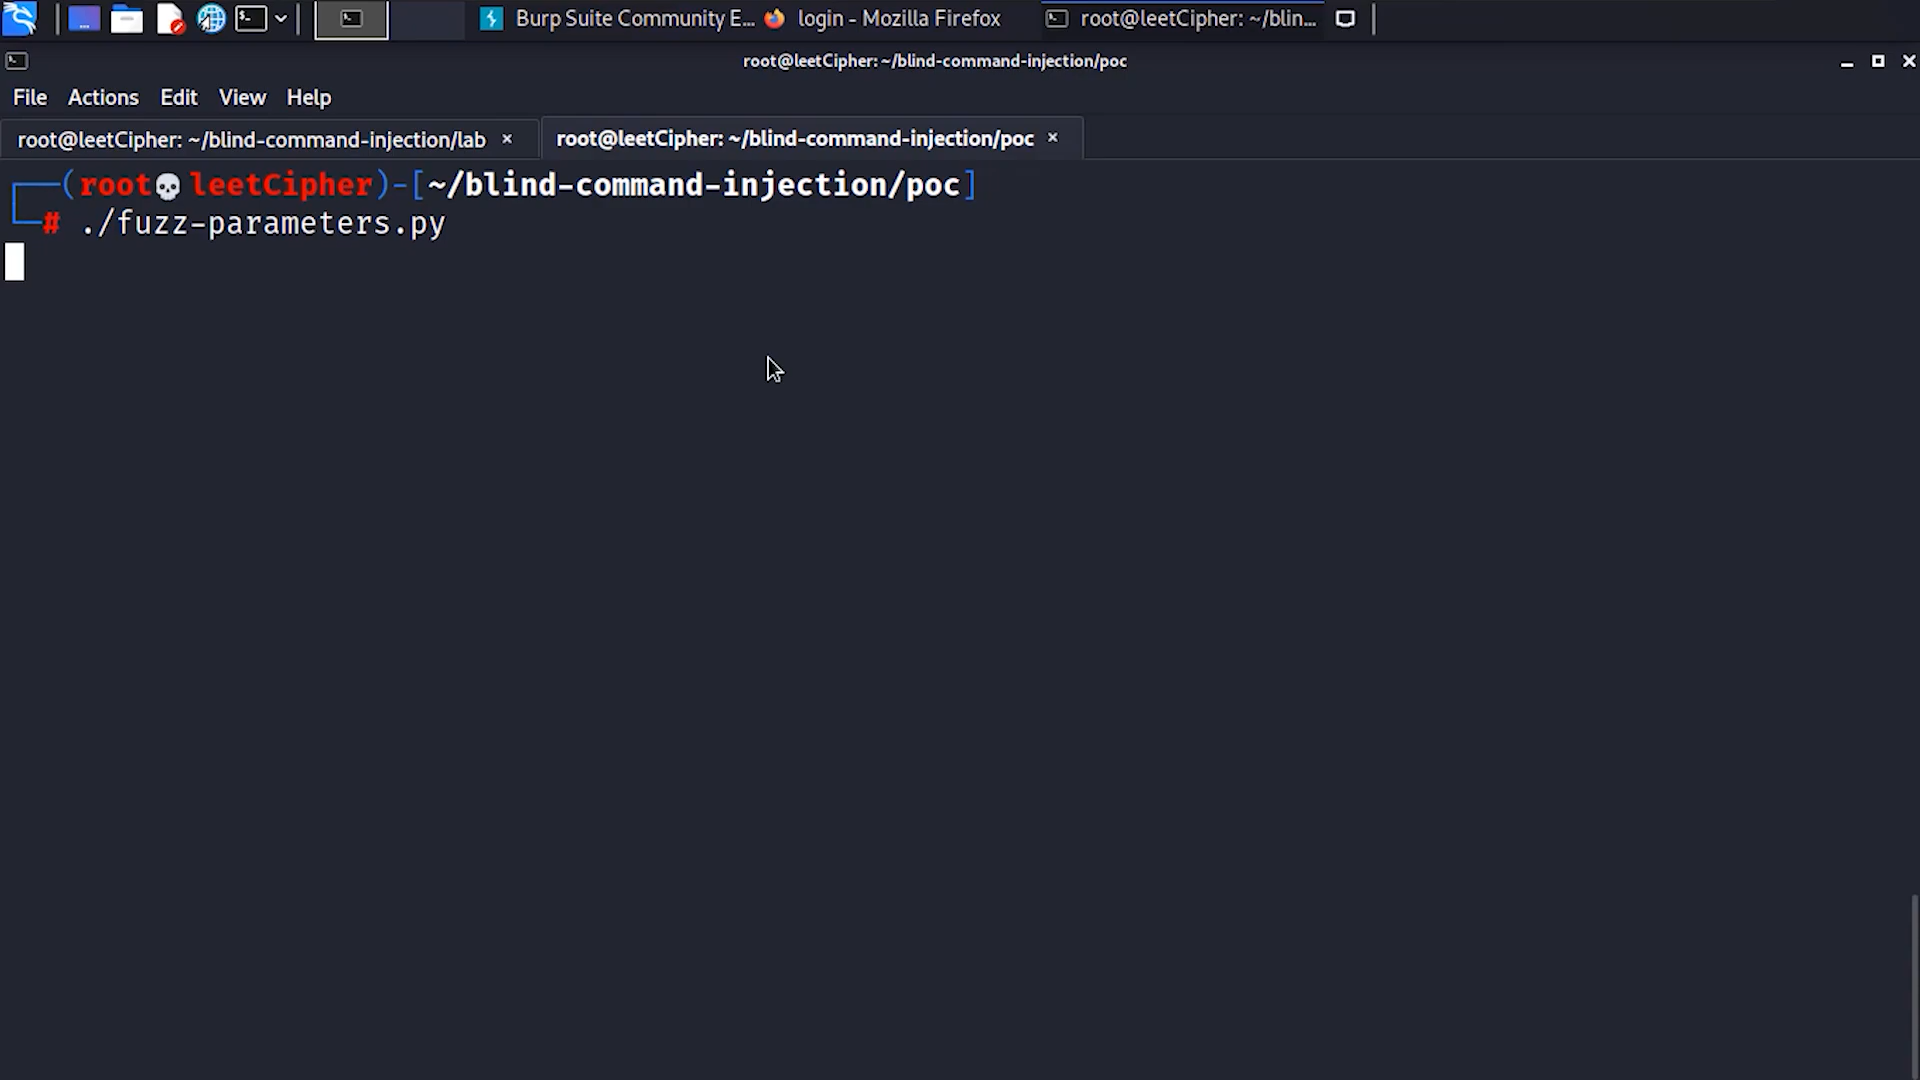 Burp Suite Community E... login - Mozilla Firefox root@leetCipher: ~/blin...
root@leetCipher: ~/blind-command-injection/poc
File Actions Edit View Help
root@leetCipher: ~/blind-command-injection/lab × root@leetCipher: ~/blind-command-injection/poc ×
┌──(root💀leetCipher)-[~/blind-command-injection/poc]
└─# ./fuzz-parameters.py